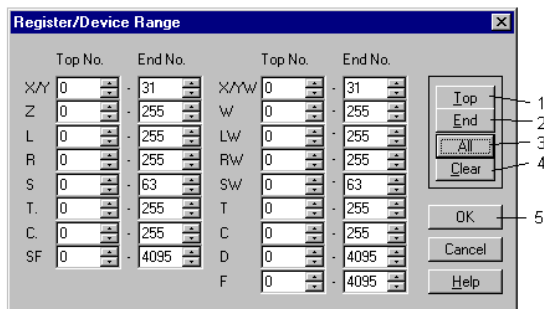 Register/Device Range
Top No. End No. Top No. End No.
X/Y 0 - 31 X/YW 0 - 31 Top 1
Z 0 - 255 W 0 - 255 End 2
L 0 - 255 LW 0 - 255 All 3
R 0 - 255 RW 0 - 255 Clear 4
S 0 - 63 SW 0 - 63
T. 0 - 255 T 0 - 255 OK 5
C. 0 - 255 C 0 - 255 Cancel
SF 0 - 4095 D 0 - 4095
F 0 - 4095 Help